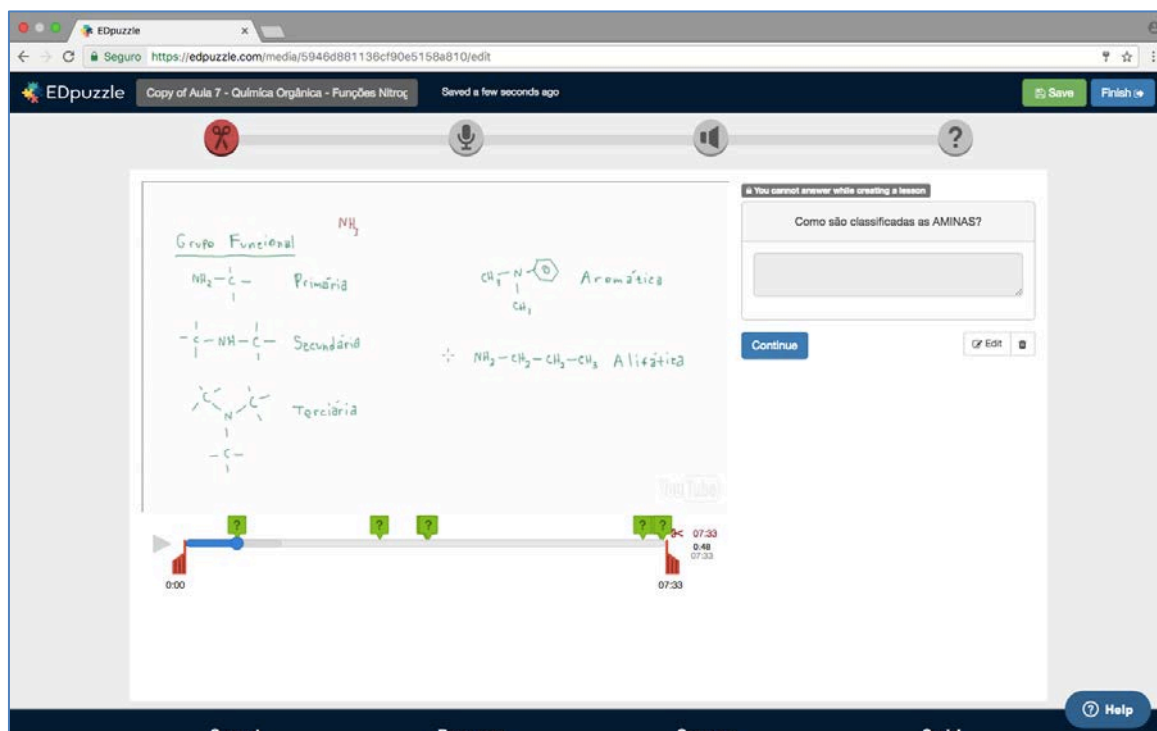 EDpuzzle
Seguro https://edpuzzle.com/media/5946d881136cf90e5158a810/edit
EDpuzzle Copy of Aula 7 - Química Orgânica - Funções Nitrog Saved a few seconds ago Save Finish
?
You cannot answer while creating a lesson
Como são classificadas as AMINAS?
Continue Edit
NH3
Grupo Funcional
NH2-C- Primária
-C-NH-C- Secundária
C N C Terciária
-C-
CH3-N Aromática
CH3
NH2-CH2-CH2-CH3 Alifática
YouTube
? ? ? ? ?
07:33
0:48
07:33
0:00 07:33
Help